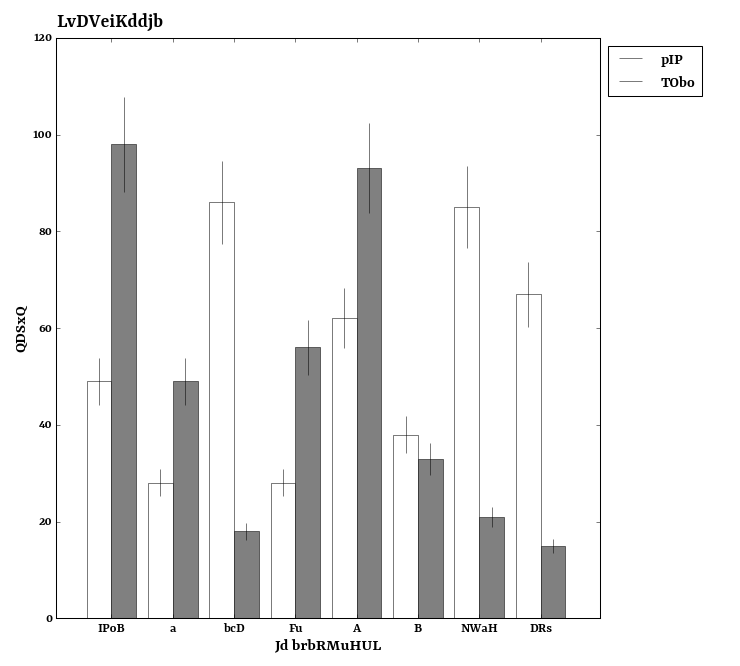 LvDVeiKddjb
pIP
TObo
120
100
80
60
40
20
0
QDSxQ
IPoB a bcD Fu A B NWaH DRs
Jd brbRMuHUL